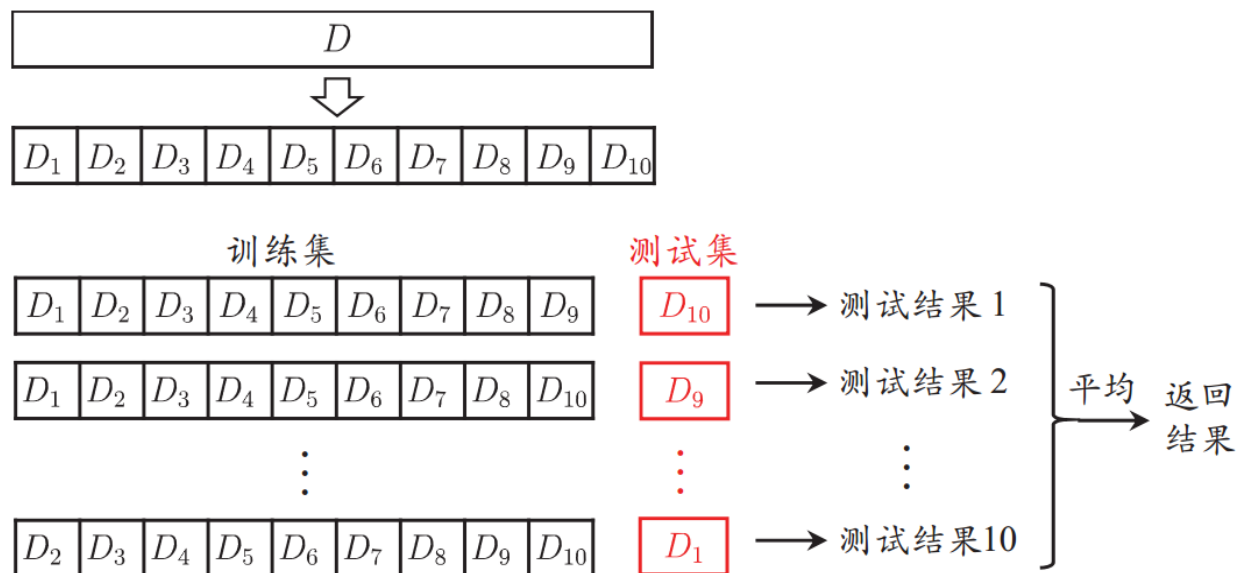 D
D₁ D₂ D₃ D₄ D₅ D₆ D₇ D₈ D₉ D₁₀
训练集 测试集
D₁ D₂ D₃ D₄ D₅ D₆ D₇ D₈ D₉ D₁₀ 测试结果 1
D₁ D₂ D₃ D₄ D₅ D₆ D₇ D₈ D₁₀ D₉ 测试结果 2
平均 返回
结果
⋮ ⋮ ⋮
D₂ D₃ D₄ D₅ D₆ D₇ D₈ D₉ D₁₀ D₁ 测试结果10